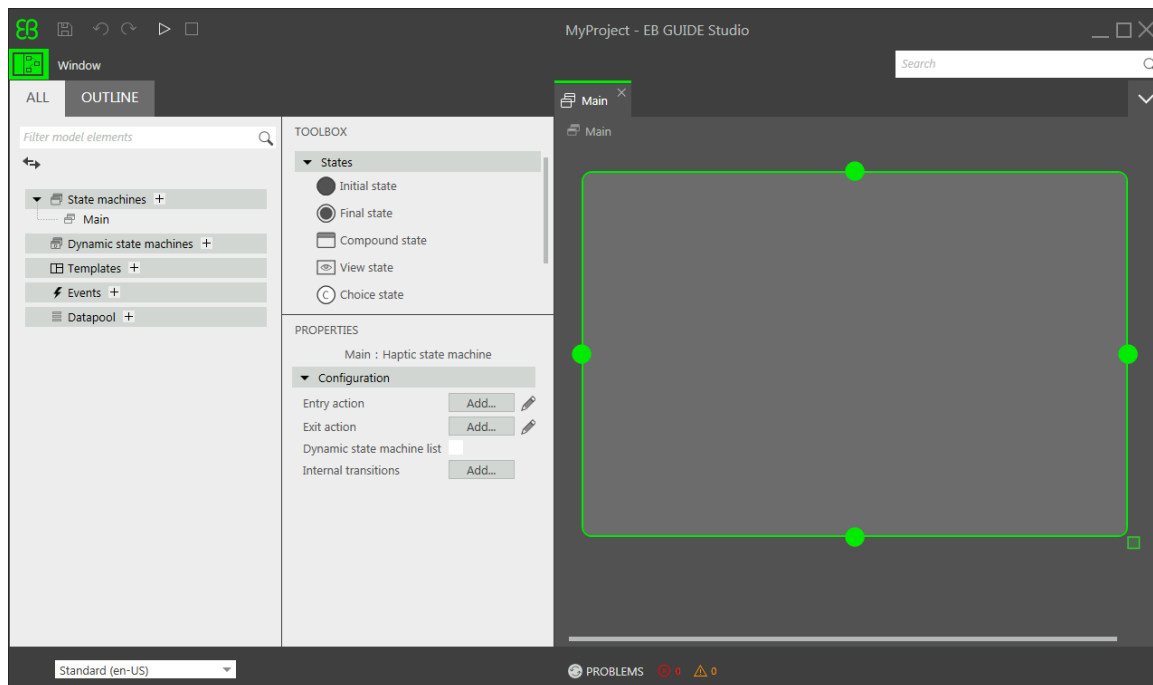 EB
MyProject - EB GUIDE Studio
Window
Search
ALL
OUTLINE
Filter model elements
State machines +
Main
Dynamic state machines +
Templates +
Events +
Datapool +
TOOLBOX
States
Initial state
Final state
Compound state
View state
C Choice state
PROPERTIES
Main : Haptic state machine
Configuration
Entry action Add...
Exit action Add...
Dynamic state machine list
Internal transitions Add...
Main
Main
Standard (en-US)
PROBLEMS 0 0